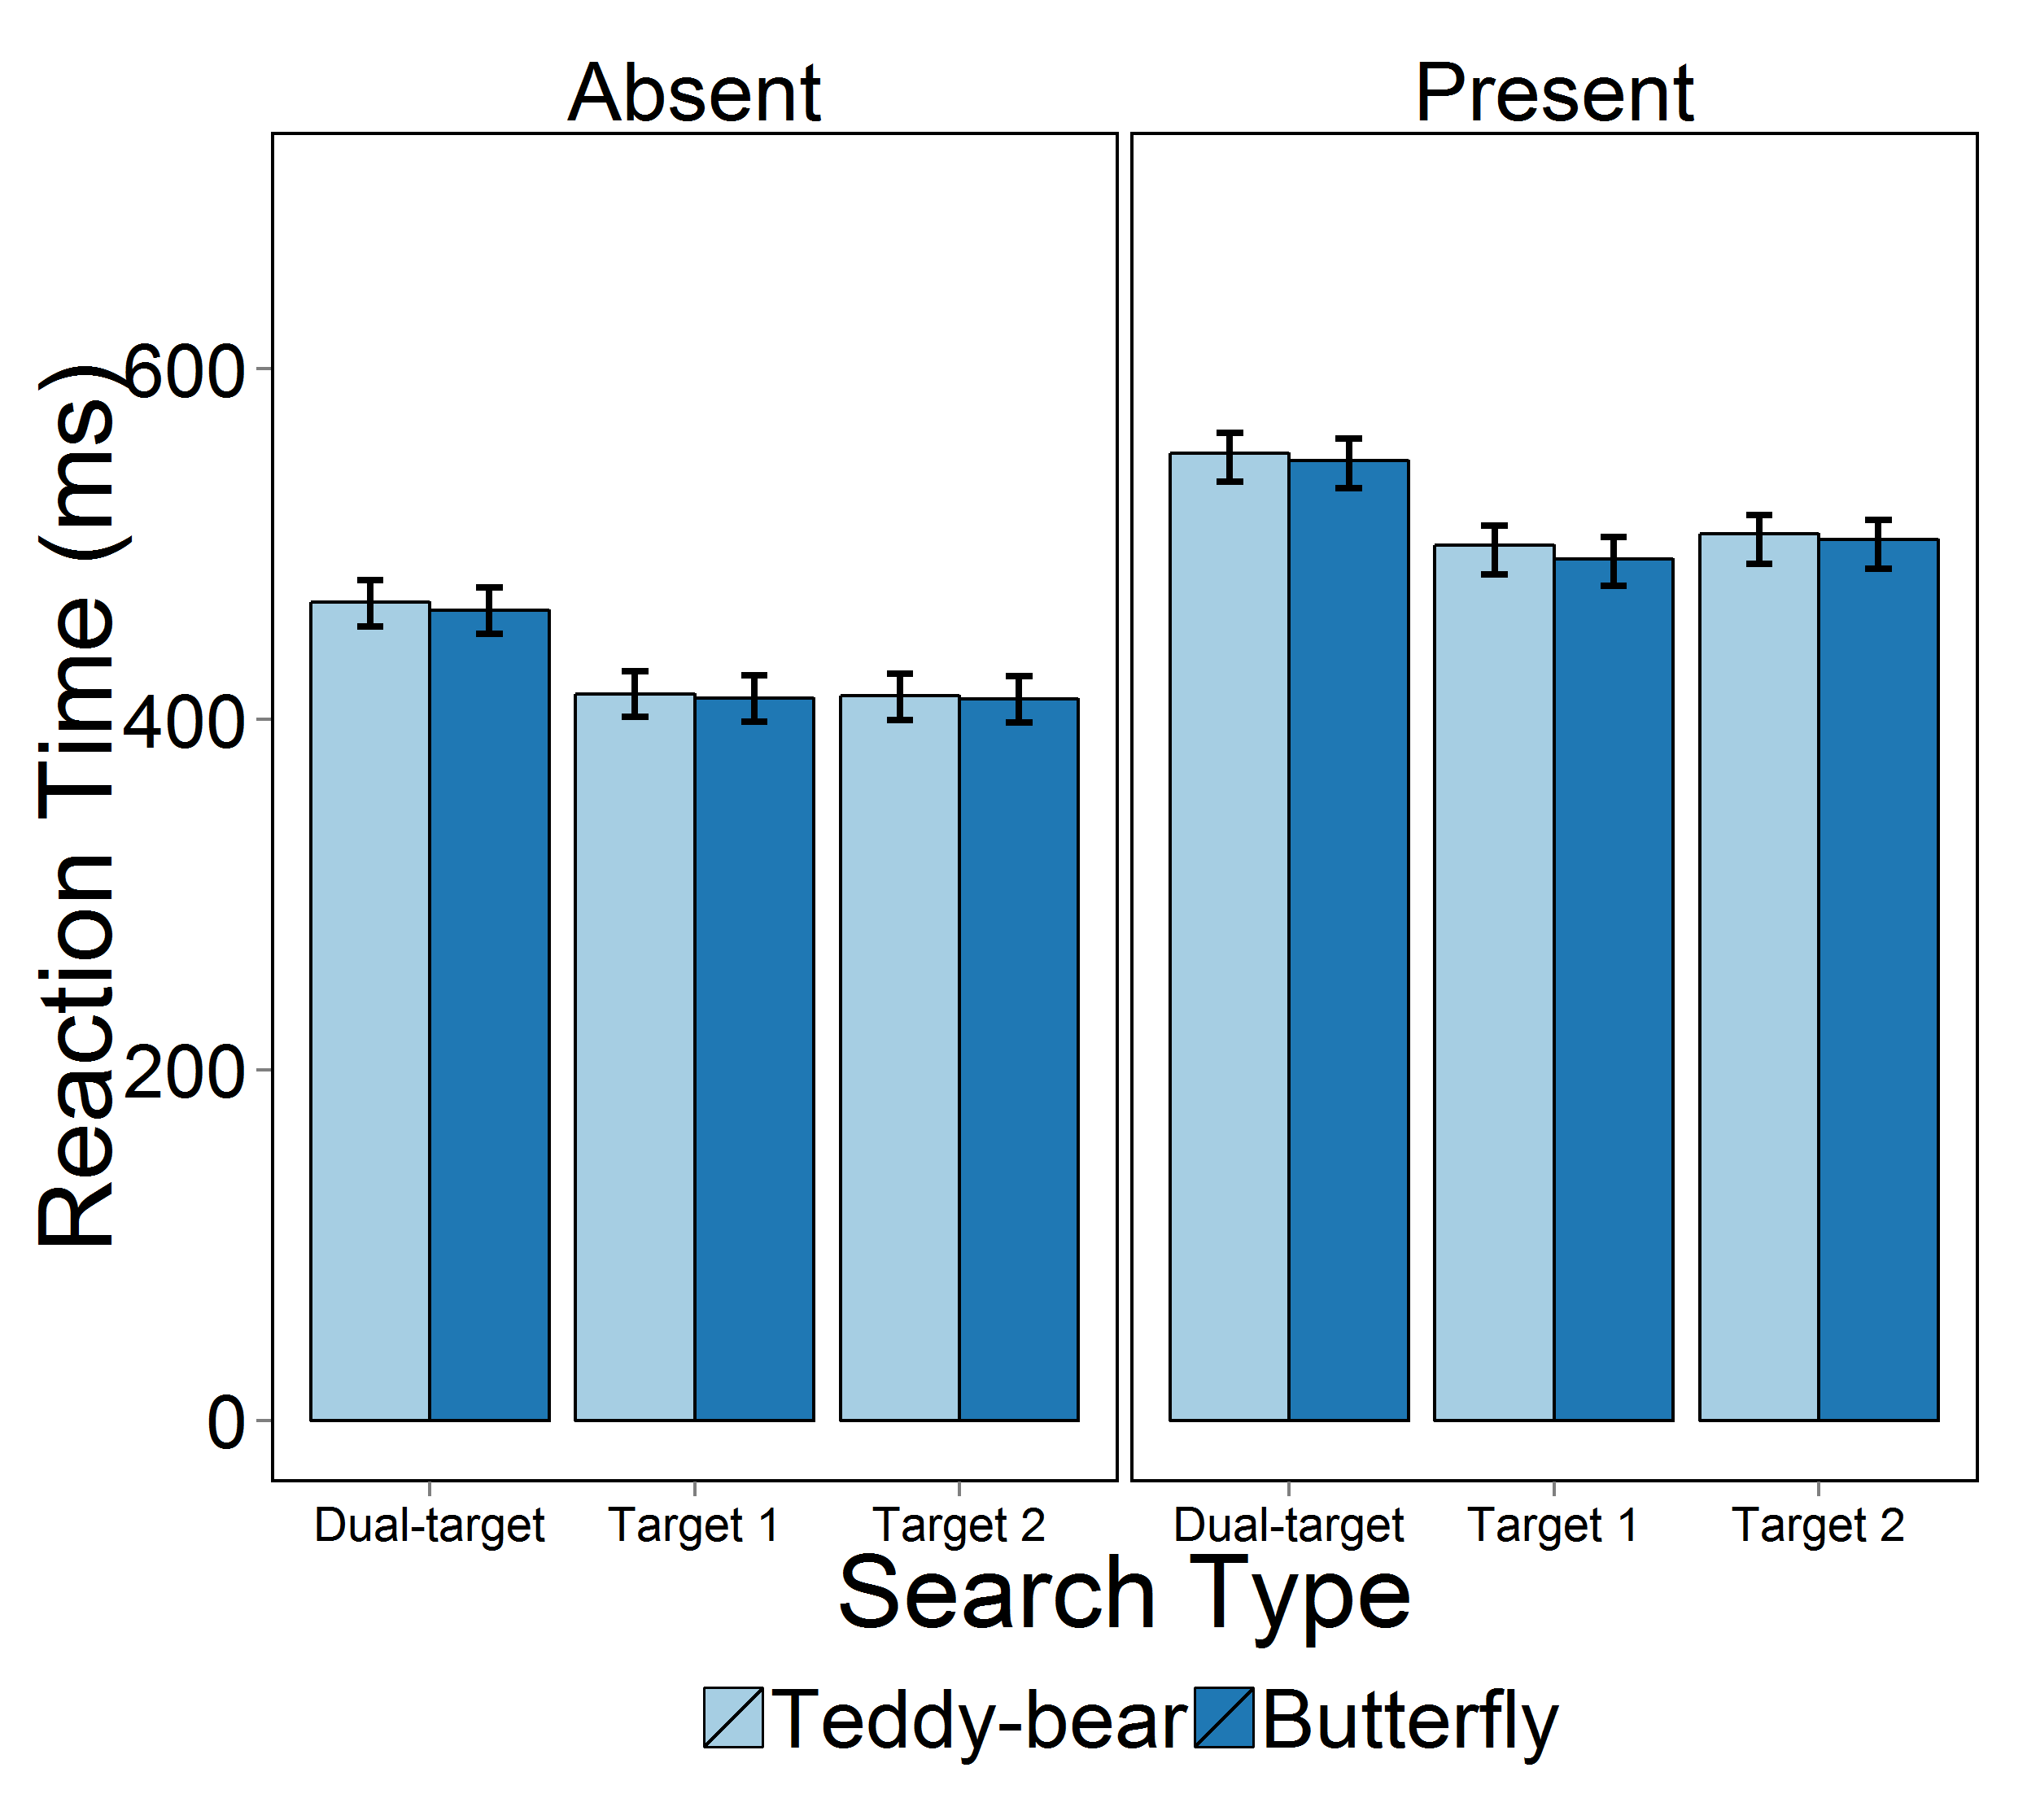 Absent
Present
Reaction Time (ms)
600
400
200
0
Dual-target Target 1 Target 2
Dual-target Target 1 Target 2
Search Type
Teddy-bear Butterfly